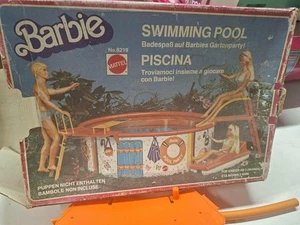 Barbie
SWIMMING POOL
No. 8218
Badespaß auf Barbies Gartenparty!
MATTEL
PISCINA
Troviamoci insieme a giocare
con Barbie!
PUPPEN NICHT ENTHALTEN
BAMBOLE NON INCLUSE